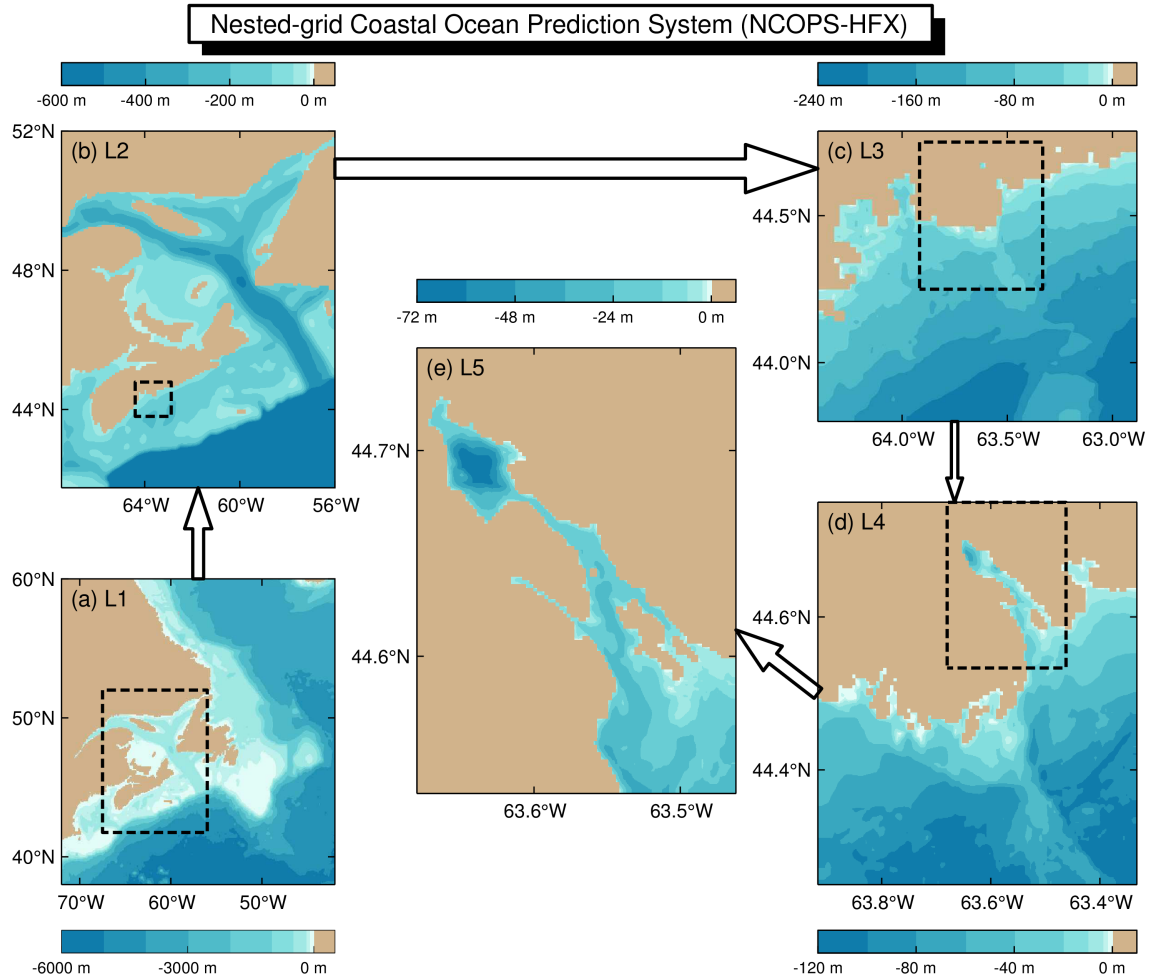 Nested-grid Coastal Ocean Prediction System (NCOPS-HFX)
-600 m -400 m -200 m 0 m
-240 m -160 m -80 m 0 m
52°N
(b) L2
48°N
44°N
64°W 60°W 56°W
(c) L3
44.5°N
44.0°N
64.0°W 63.5°W 63.0°W
-72 m -48 m -24 m 0 m
(e) L5
44.7°N
44.6°N
63.6°W 63.5°W
60°N
(a) L1
50°N
40°N
70°W 60°W 50°W
-6000 m -3000 m 0 m
(d) L4
44.6°N
44.4°N
63.8°W 63.6°W 63.4°W
-120 m -80 m -40 m 0 m